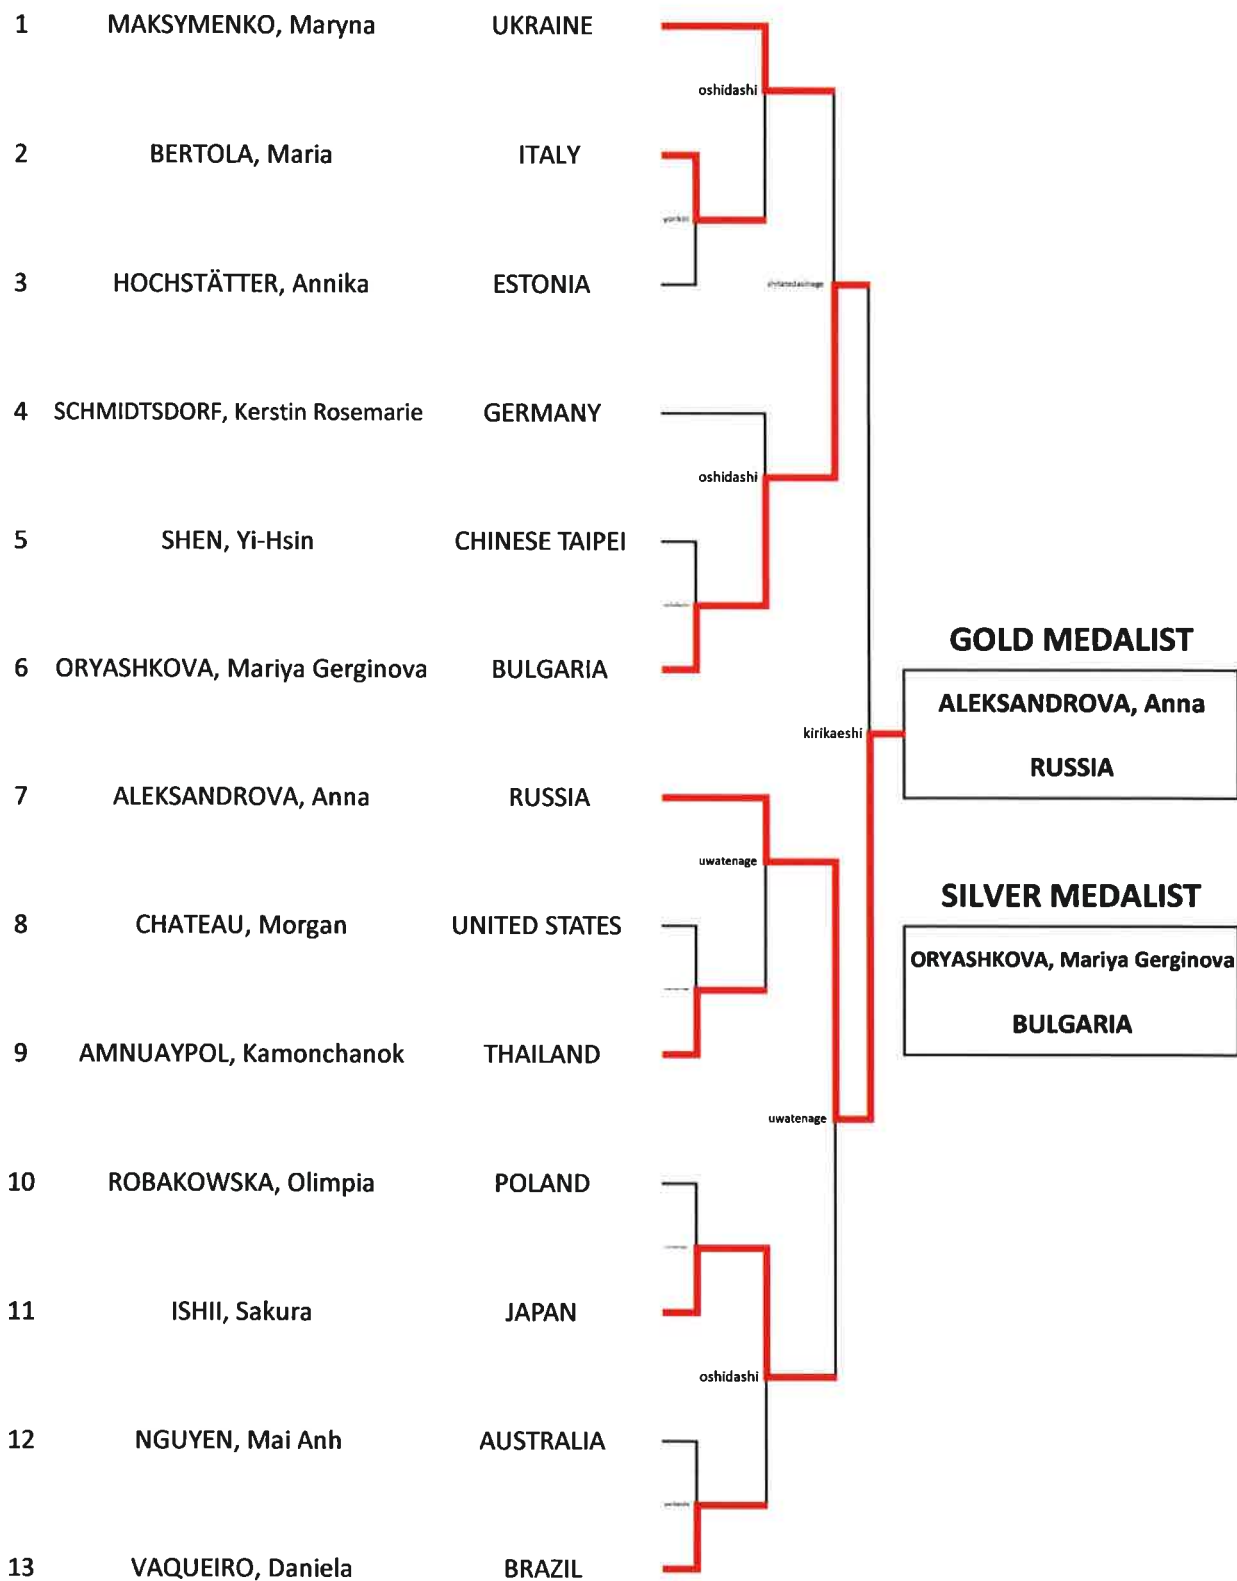 1 MAKSYMENKO, Maryna UKRAINE
oshidashi
2 BERTOLA, Maria ITALY
3 HOCHSTÄTTER, Annika ESTONIA
4 SCHMIDTSDORF, Kerstin Rosemarie GERMANY
oshidashi
5 SHEN, Yi-Hsin CHINESE TAIPEI
6 ORYASHKOVA, Mariya Gerginova BULGARIA
GOLD MEDALIST
ALEKSANDROVA, Anna
RUSSIA
kirikaeshi
7 ALEKSANDROVA, Anna RUSSIA
uwatenage
SILVER MEDALIST
ORYASHKOVA, Mariya Gerginova
BULGARIA
8 CHATEAU, Morgan UNITED STATES
9 AMNUAYPOL, Kamonchanok THAILAND
uwatenage
10 ROBAKOWSKA, Olimpia POLAND
11 ISHII, Sakura JAPAN
oshidashi
12 NGUYEN, Mai Anh AUSTRALIA
13 VAQUEIRO, Daniela BRAZIL